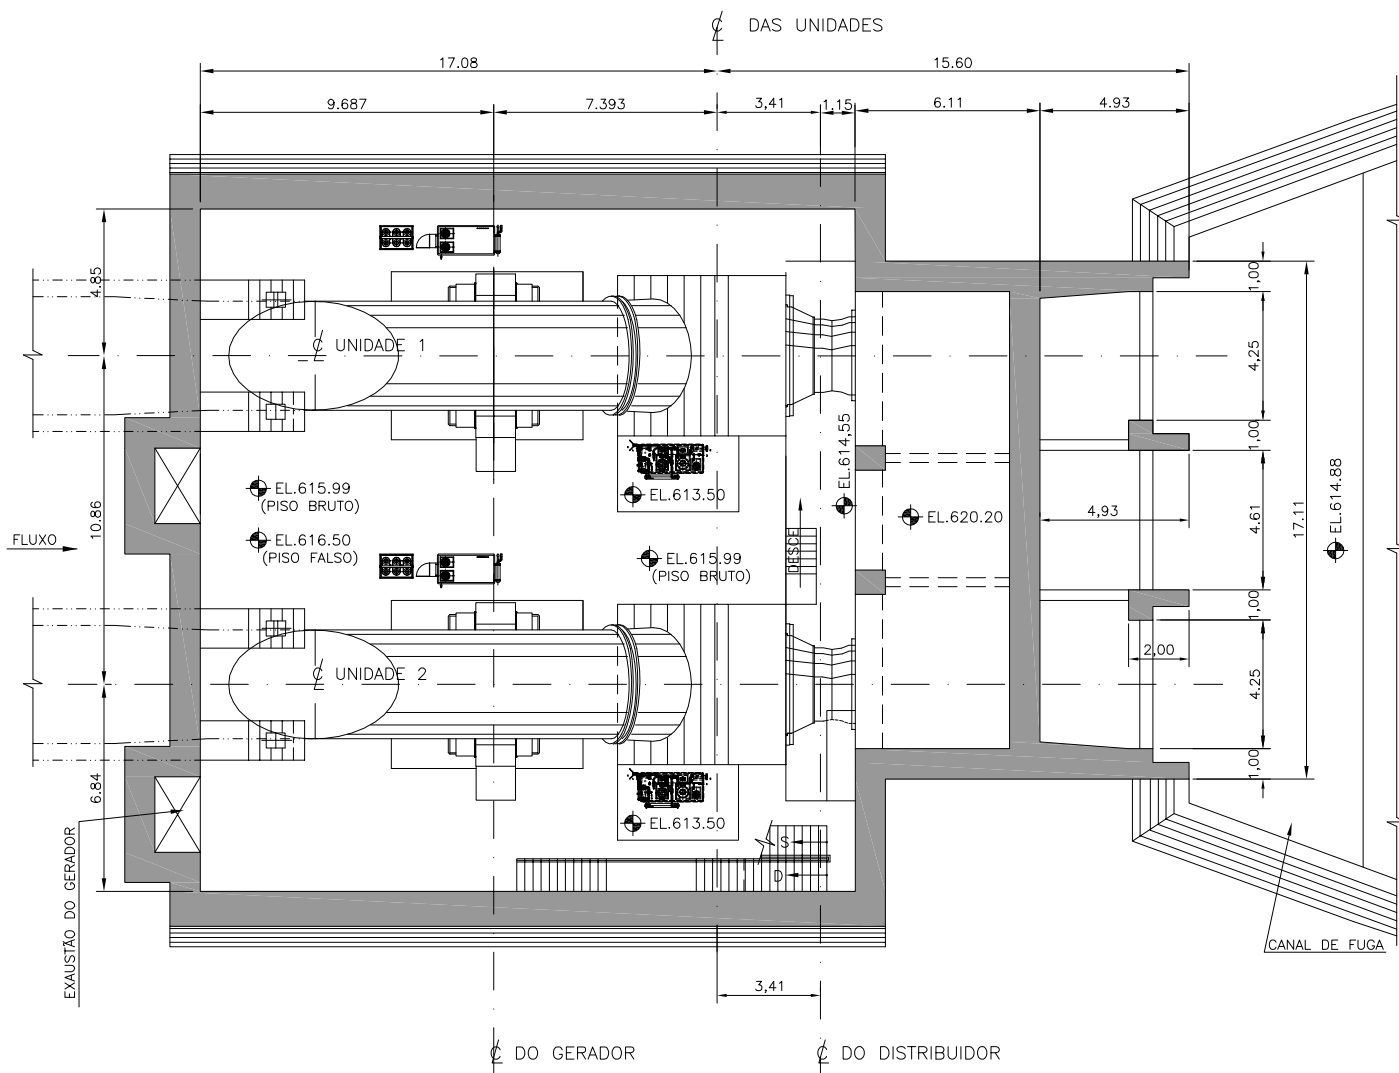 ℄ DAS UNIDADES
17.08
15.60
9.687
7.393
3,41
1.15
6.11
4.93
4.85
1,00
℄ UNIDADE 1
4,25
EL.614,55
1,00
EL.615.99
(PISO BRUTO)
EL.613.50
10.86
EL.620.20
4,93
4.61
17.11
EL.614.88
FLUXO
EL.616.50
(PISO FALSO)
EL.615.99
(PISO BRUTO)
DESCE
1,00
2,00
℄ UNIDADE 2
4.25
6.84
1,00
EL.613.50
S
D
EXAUSTÃO DO GERADOR
CANAL DE FUGA
3,41
℄ DO GERADOR
℄ DO DISTRIBUIDOR